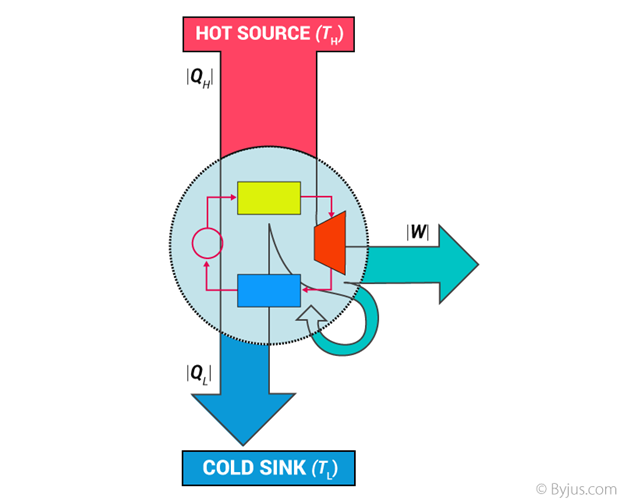 HOT SOURCE (T_H)
|Q_H|
|W|
|Q_L|
COLD SINK (T_L)
© Byjus.com